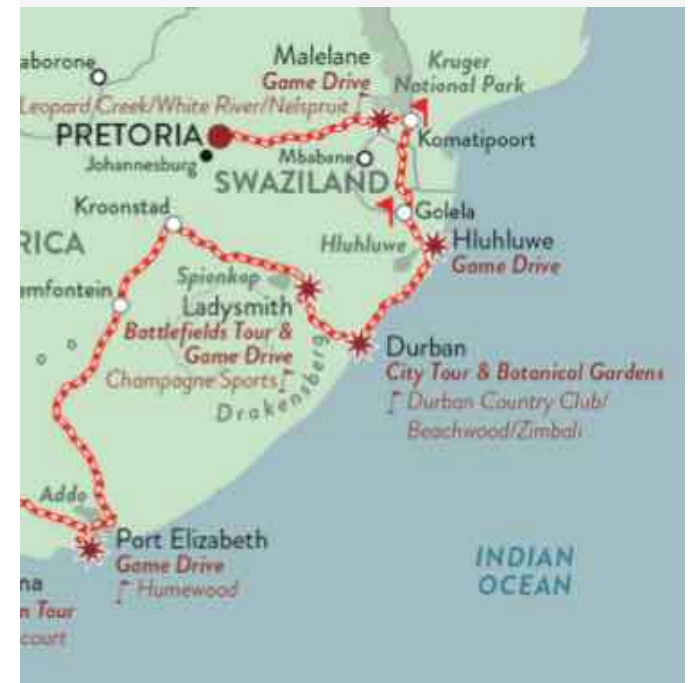 Malelane
Game Drive
Kruger
National Park
aborone
Leopard Creek/White River/Nelspruit
PRETORIA
Komatipoort
Johannesburg
Mbabane
SWAZILAND
Kroonstad
Golela
RICA
Hluhluwe
Hluhluwe
Game Drive
Spionkop
emfontein
Ladysmith
Battlefields Tour &
Game Drive
Champagne Sports
Drakensberg
Durban
City Tour & Botanical Gardens
Durban Country Club/
Beachwood/Zimbali
Addo
Port Elizabeth
Game Drive
Humewood
INDIAN
OCEAN
na
n Tour
court